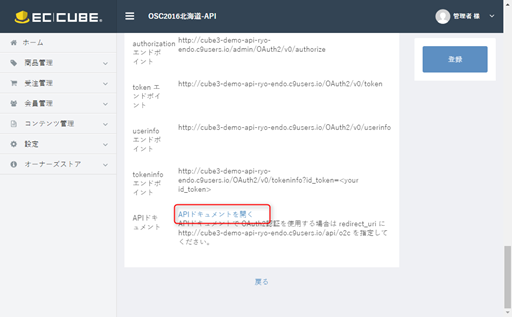 EC CUBE®
OSC2016北海道-API
管理者 様
ホーム
商品管理
受注管理
会員管理
コンテンツ管理
設定
オーナーズストア
authorization
エンドポ
イント
http://cube3-demo-api-ryo-
endo.c9users.io/admin/OAuth2/v0/authorize
token エ
ンドポイ
ント
http://cube3-demo-api-ryo-endo.c9users.io/OAuth2/v0/token
userinfo
エンドポ
イント
http://cube3-demo-api-ryo-endo.c9users.io/OAuth2/v0/userinfo
tokeninfo
エンドポ
イント
http://cube3-demo-api-ryo-
endo.c9users.io/OAuth2/v0/tokeninfo?id_token=<your
id_token>
APIドキ
ュメント
APIドキュメントを開く
APIドキュメントで OAuth2認証を使用する場合は redirect_uri に
http://cube3-demo-api-ryo-endo.c9users.io/api/o2c を指定して
ください。
登録
戻る